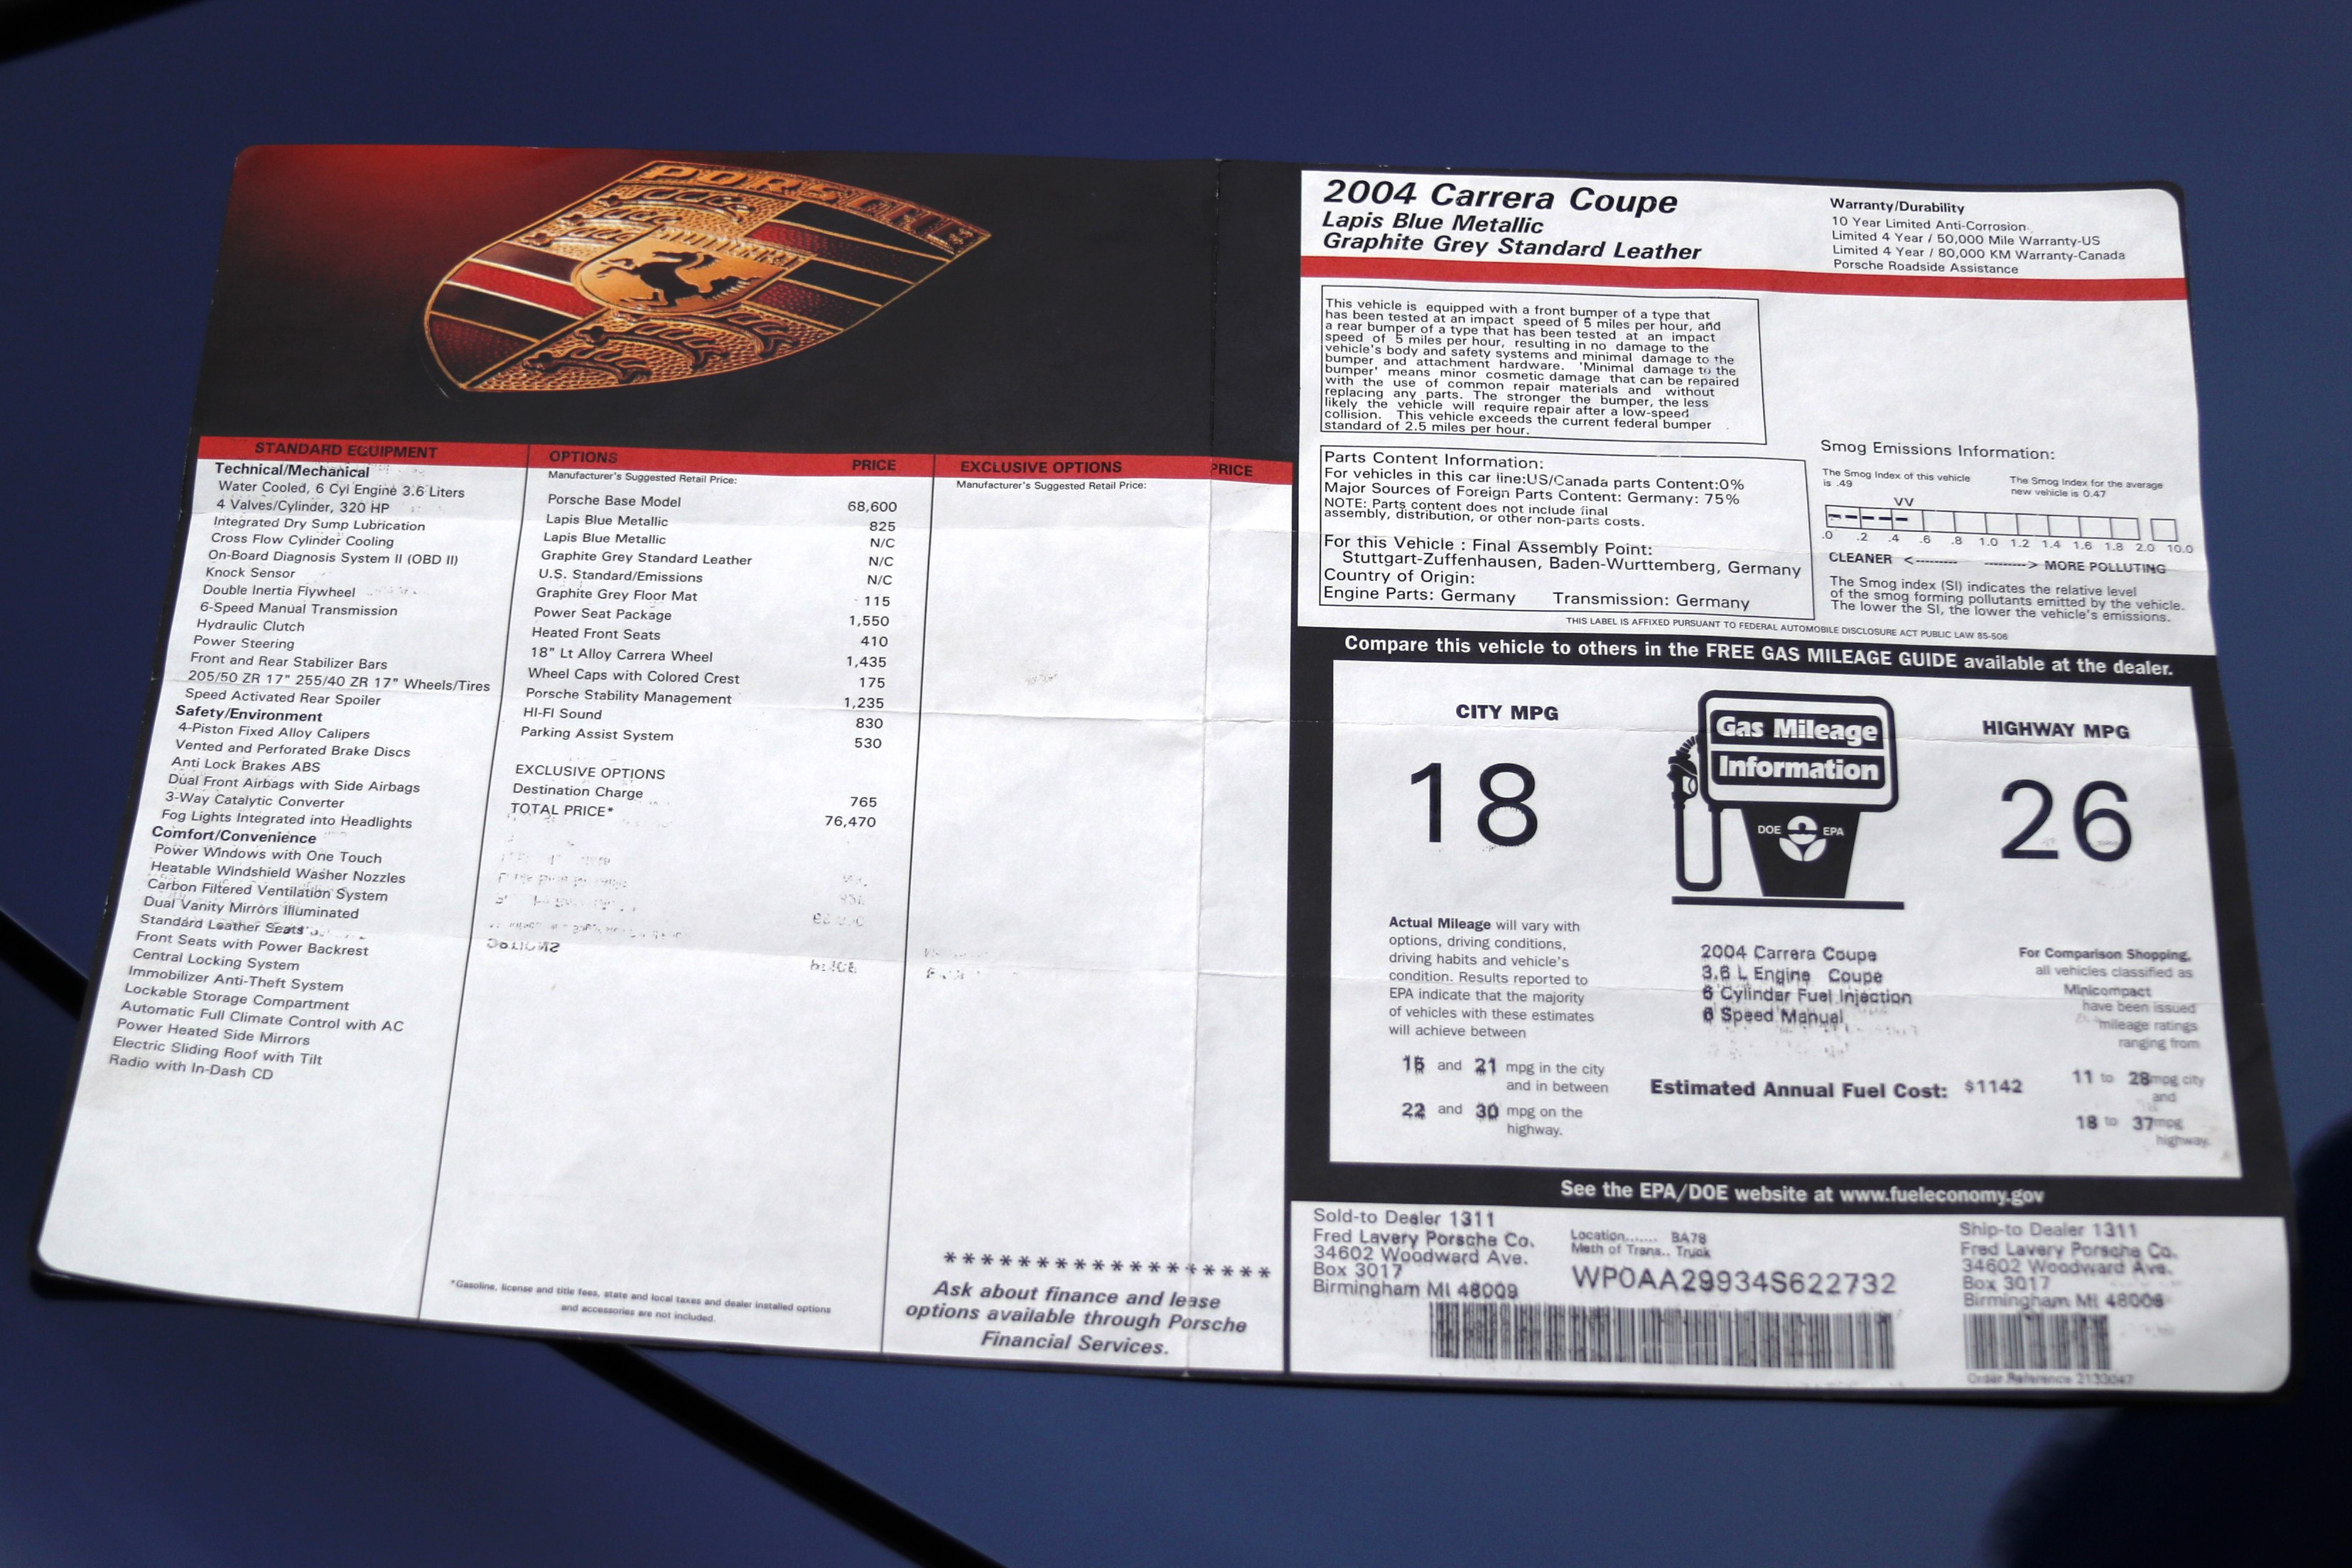 PORSCHE
STANDARD EQUIPMENT
Technical/Mechanical
Water Cooled, 6 Cyl Engine 3.6 Liters
4 Valves/Cylinder, 320 HP
Integrated Dry Sump Lubrication
Cross Flow Cylinder Cooling
On-Board Diagnosis System II (OBD II)
Knock Sensor
Double Inertia Flywheel
6-Speed Manual Transmission
Hydraulic Clutch
Power Steering
Front and Rear Stabilizer Bars
205/50 ZR 17" 255/40 ZR 17" Wheels/Tires
Speed Activated Rear Spoiler
Safety/Environment
4-Piston Fixed Alloy Calipers
Vented and Perforated Brake Discs
Anti Lock Brakes ABS
Dual Front Airbags with Side Airbags
3-Way Catalytic Converter
Fog Lights Integrated into Headlights
Comfort/Convenience
Power Windows with One Touch
Heatable Windshield Washer Nozzles
Carbon Filtered Ventilation System
Dual Vanity Mirrors Illuminated
Standard Leather Seats
Front Seats with Power Backrest
Central Locking System
Immobilizer Anti-Theft System
Lockable Storage Compartment
Automatic Full Climate Control with AC
Power Heated Side Mirrors
Electric Sliding Roof with Tilt
Radio with In-Dash CD
OPTIONS PRICE
Manufacturer's Suggested Retail Price:
Porsche Base Model 68,600
Lapis Blue Metallic 825
Lapis Blue Metallic N/C
Graphite Grey Standard Leather N/C
U.S. Standard/Emissions N/C
Graphite Grey Floor Mat 115
Power Seat Package 1,550
Heated Front Seats 410
18" Lt Alloy Carrera Wheel 1,435
Wheel Caps with Colored Crest 175
Porsche Stability Management 1,235
HI-FI Sound 830
Parking Assist System 530
EXCLUSIVE OPTIONS
Destination Charge 765
TOTAL PRICE* 76,470
*Gasoline, license and title fees, state and local taxes and dealer installed options
and accessories are not included.
EXCLUSIVE OPTIONS PRICE
Manufacturer's Suggested Retail Price:
******************
Ask about finance and lease
options available through Porsche
Financial Services.
2004 Carrera Coupe
Lapis Blue Metallic
Graphite Grey Standard Leather
Warranty/Durability
10 Year Limited Anti-Corrosion
Limited 4 Year / 50,000 Mile Warranty-US
Limited 4 Year / 80,000 KM Warranty-Canada
Porsche Roadside Assistance
This vehicle is equipped with a front bumper of a type that
has been tested at an impact speed of 5 miles per hour, and
a rear bumper of a type that has been tested at an impact
speed of 5 miles per hour, resulting in no damage to the
vehicle's body and safety systems and minimal damage to the
bumper and attachment hardware. 'Minimal damage to the
bumper' means minor cosmetic damage that can be repaired
with the use of common repair materials and without
replacing any parts. The stronger the bumper, the less
likely the vehicle will require repair after a low-speed
collision. This vehicle exceeds the current federal bumper
standard of 2.5 miles per hour.
Parts Content Information:
For vehicles in this car line:US/Canada parts Content:0%
Major Sources of Foreign Parts Content: Germany: 75%
NOTE: Parts content does not include final
assembly, distribution, or other non-parts costs.
For this Vehicle : Final Assembly Point:
Stuttgart-Zuffenhausen, Baden-Wurttemberg, Germany
Country of Origin:
Engine Parts: Germany Transmission: Germany
Smog Emissions Information:
The Smog Index of this vehicle
is .49
The Smog Index for the average
new vehicle is 0.47
VV
.0 .2 .4 .6 .8 1.0 1.2 1.4 1.6 1.8 2.0 10.0
CLEANER <--------- ---------> MORE POLLUTING
The Smog index (SI) indicates the relative level
of the smog forming pollutants emitted by the vehicle.
The lower the SI, the lower the vehicle's emissions.
THIS LABEL IS AFFIXED PURSUANT TO FEDERAL AUTOMOBILE DISCLOSURE ACT PUBLIC LAW 85-506
Compare this vehicle to others in the FREE GAS MILEAGE GUIDE available at the dealer.
CITY MPG
18
Gas Mileage
Information
DOE EPA
HIGHWAY MPG
26
Actual Mileage will vary with
options, driving conditions,
driving habits and vehicle's
condition. Results reported to
EPA indicate that the majority
of vehicles with these estimates
will achieve between
15 and 21 mpg in the city
and in between
22 and 30 mpg on the
highway.
2004 Carrera Coupe
3.6 L Engine Coupe
6 Cylinder Fuel Injection
6 Speed Manual
Estimated Annual Fuel Cost: $1142
For Comparison Shopping,
all vehicles classified as
Minicompact
have been issued
mileage ratings
ranging from
11 to 28mpg city
and
18 to 37mpg
highway.
See the EPA/DOE website at www.fueleconomy.gov
Sold-to Dealer 1311
Fred Lavery Porsche Co.
34602 Woodward Ave.
Box 3017
Birmingham MI 48009
Location....... BA78
Meth of Trans.. Truck
WP0AA29934S622732
Ship-to Dealer 1311
Fred Lavery Porsche Co.
34602 Woodward Ave.
Box 3017
Birmingham MI
Order Reference